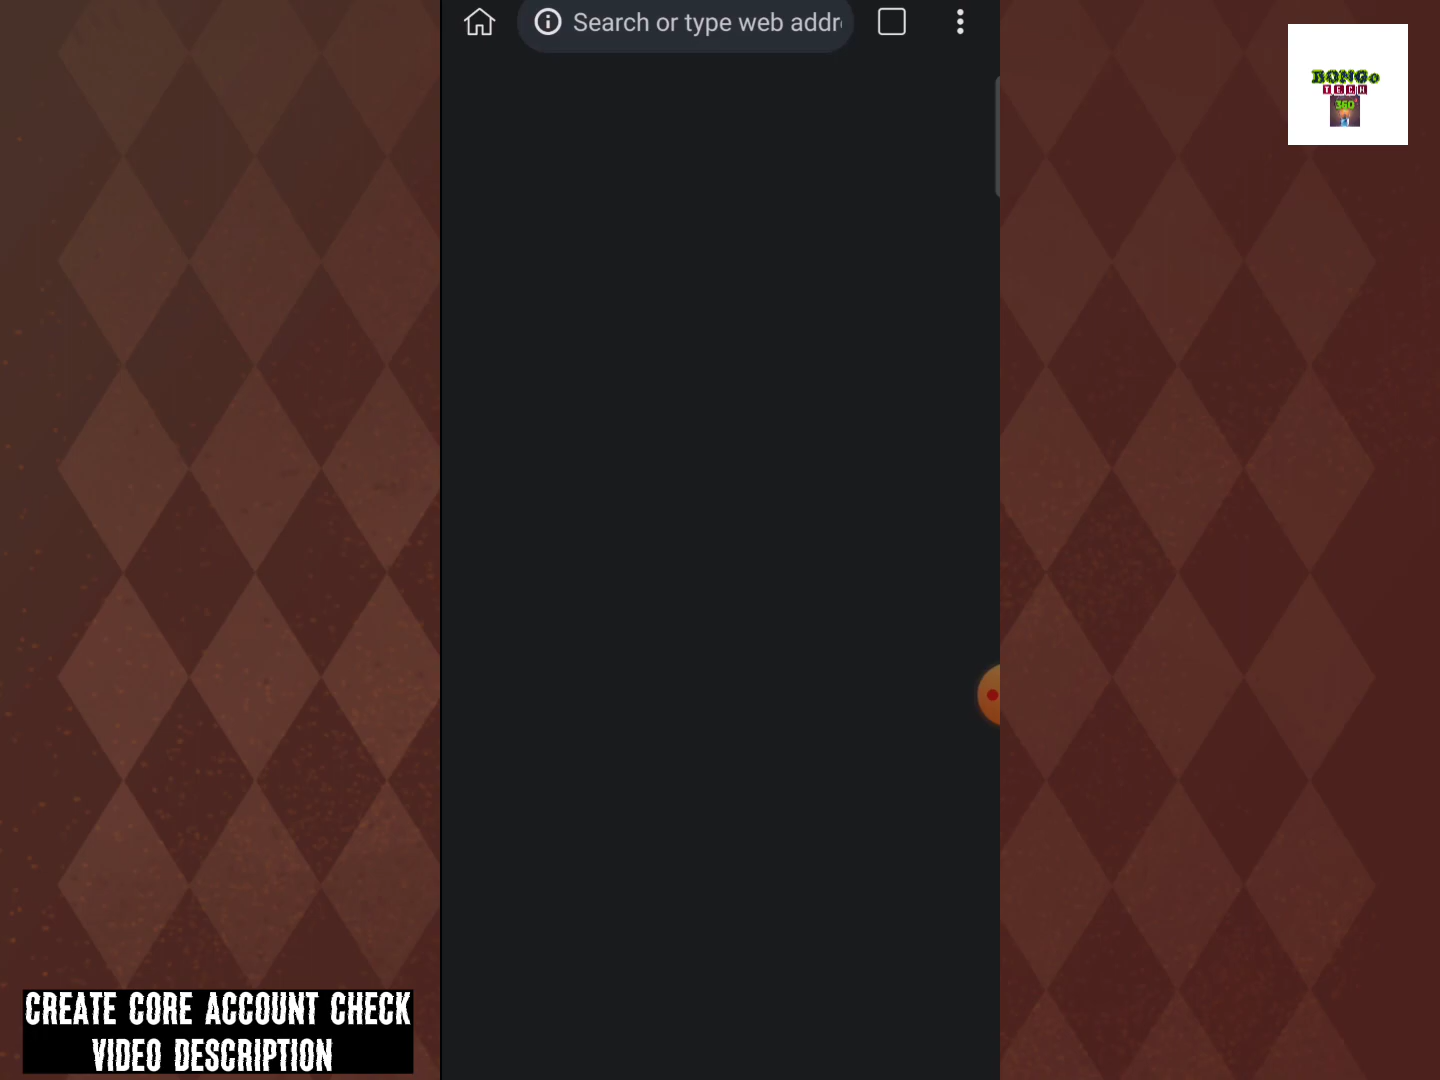 Search or type web addr
BONGo
TECH
360°
CREATE CORE ACCOUNT CHECK
VIDEO DESCRIPTION